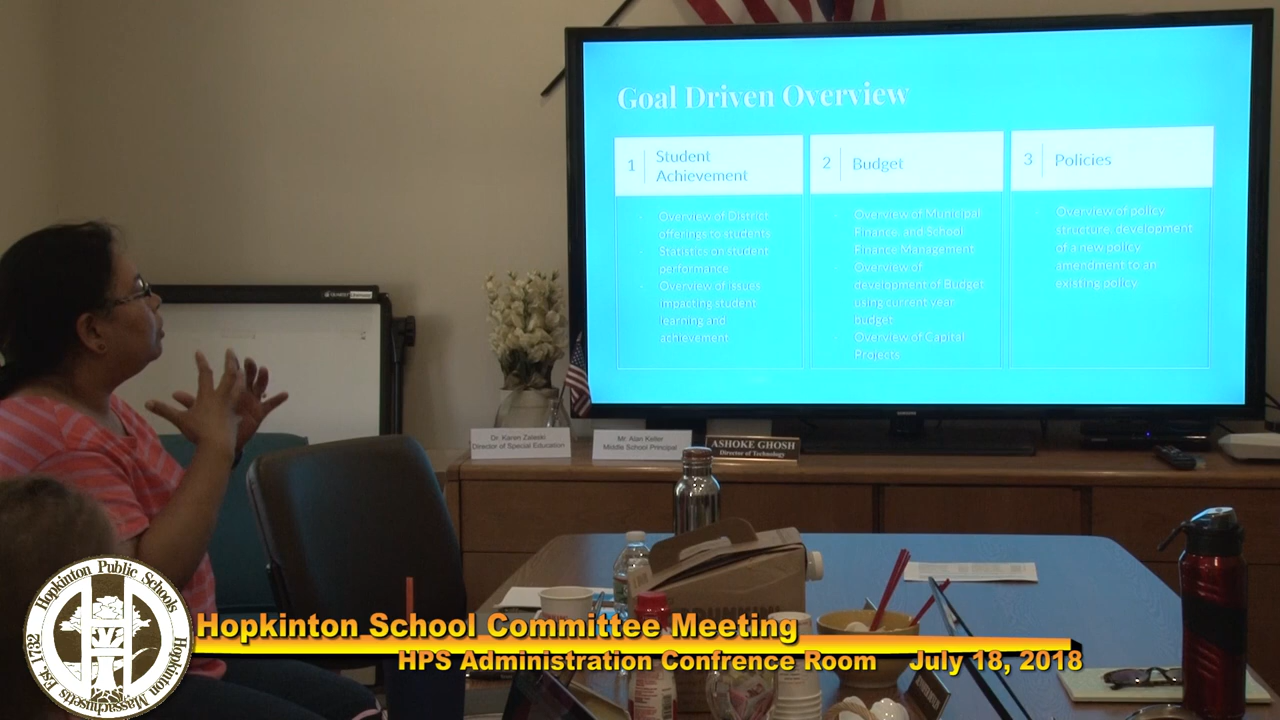 Goal Driven Overview
1
Student
Achievement
Overview of District
offerings to students
Statistics on student
performance
Overview of issues
impacting student
learning and
achievement
2
Budget
Overview of Municipal
Finance, and School
Finance Management
Overview of
development of Budget
using current year
budget
Overview of Capital
Projects
3
Policies
Overview of policy
structure, development
of a new policy
amendment to an
existing policy
Dr. Karen Zaleski
Director of Special Education
Mr. Alan Keller
Middle School Principal
ASHOKE GHOSH
Director of Technology
Hopkinton Public Schools
Hopkinton, Massachusetts Est. 1732
H
Hopkinton School Committee Meeting
HPS Administration Confrence Room July 18, 2018